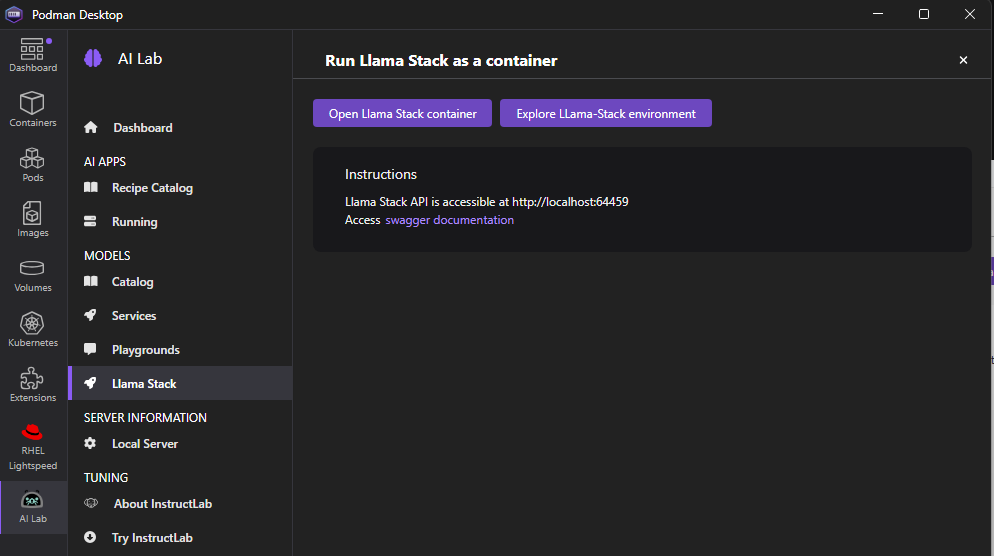 Podman Desktop
Dashboard
Containers
Pods
Images
Volumes
Kubernetes
Extensions
RHEL
Lightspeed
AI Lab
AI Lab
Dashboard
AI APPS
Recipe Catalog
Running
MODELS
Catalog
Services
Playgrounds
Llama Stack
SERVER INFORMATION
Local Server
TUNING
About InstructLab
Try InstructLab
Run Llama Stack as a container
Open Llama Stack container
Explore LLama-Stack environment
Instructions
Llama Stack API is accessible at http://localhost:64459
Access swagger documentation